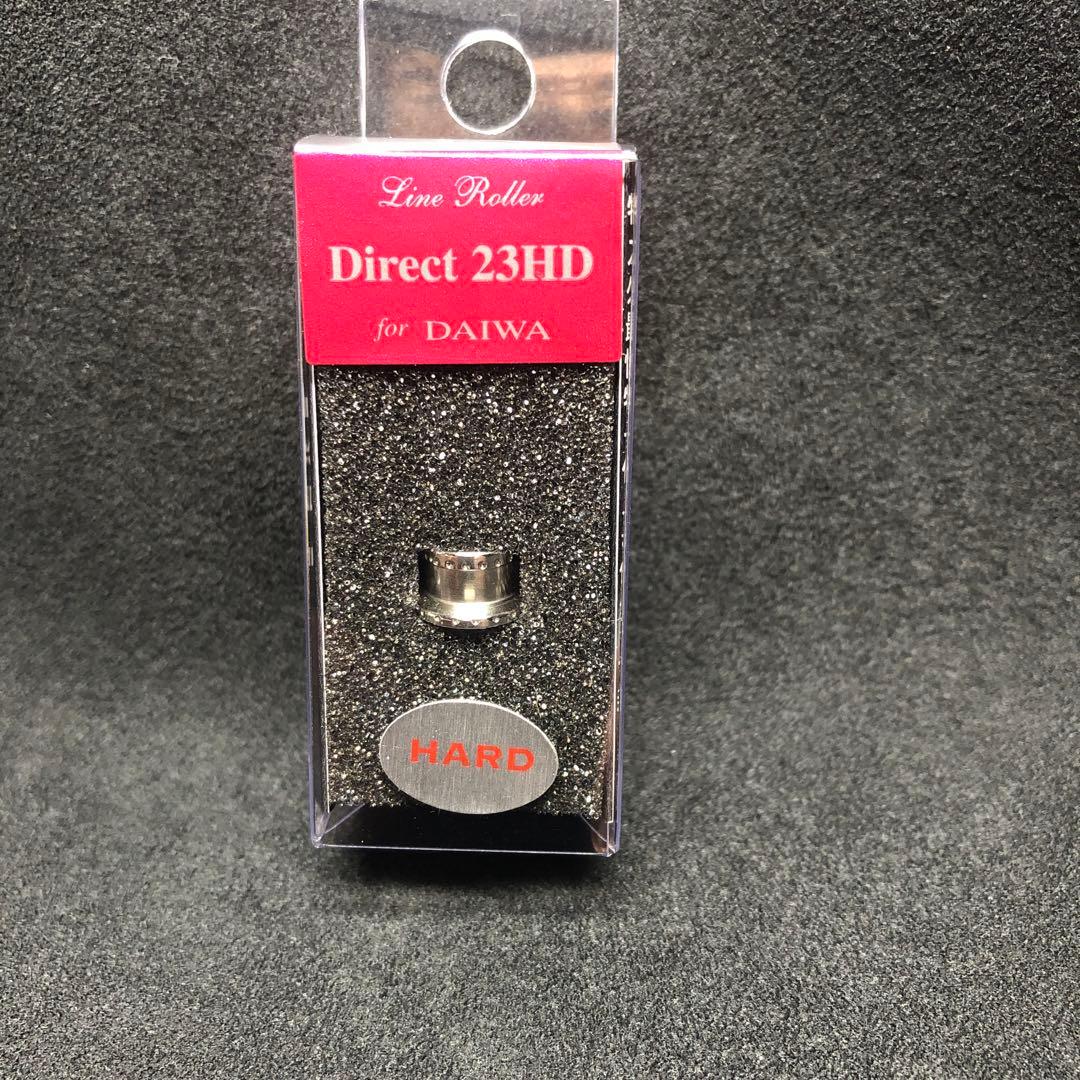 Line Roller
Direct 23HD
for DAIWA
HARD